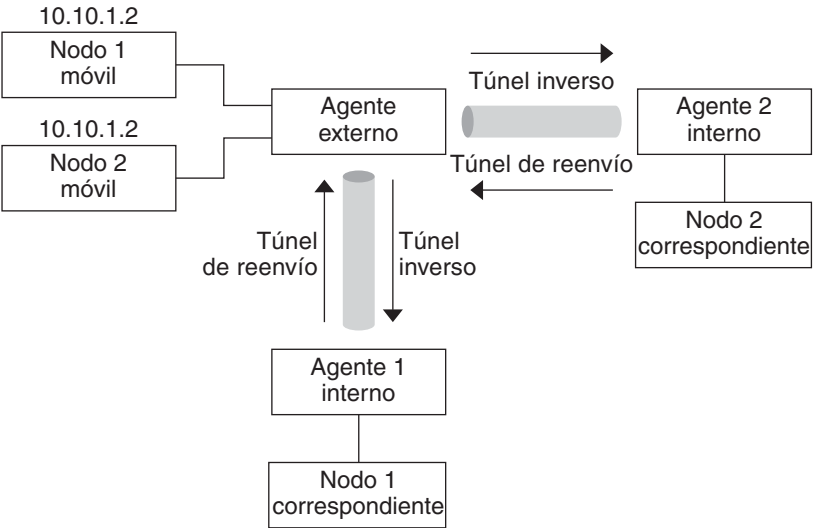 10.10.1.2
Nodo 1
móvil
10.10.1.2
Nodo 2
móvil
Agente
externo
Túnel inverso
Túnel de reenvío
Agente 2
interno
Nodo 2
correspondiente
Túnel
de reenvío
Túnel
inverso
Agente 1
interno
Nodo 1
correspondiente